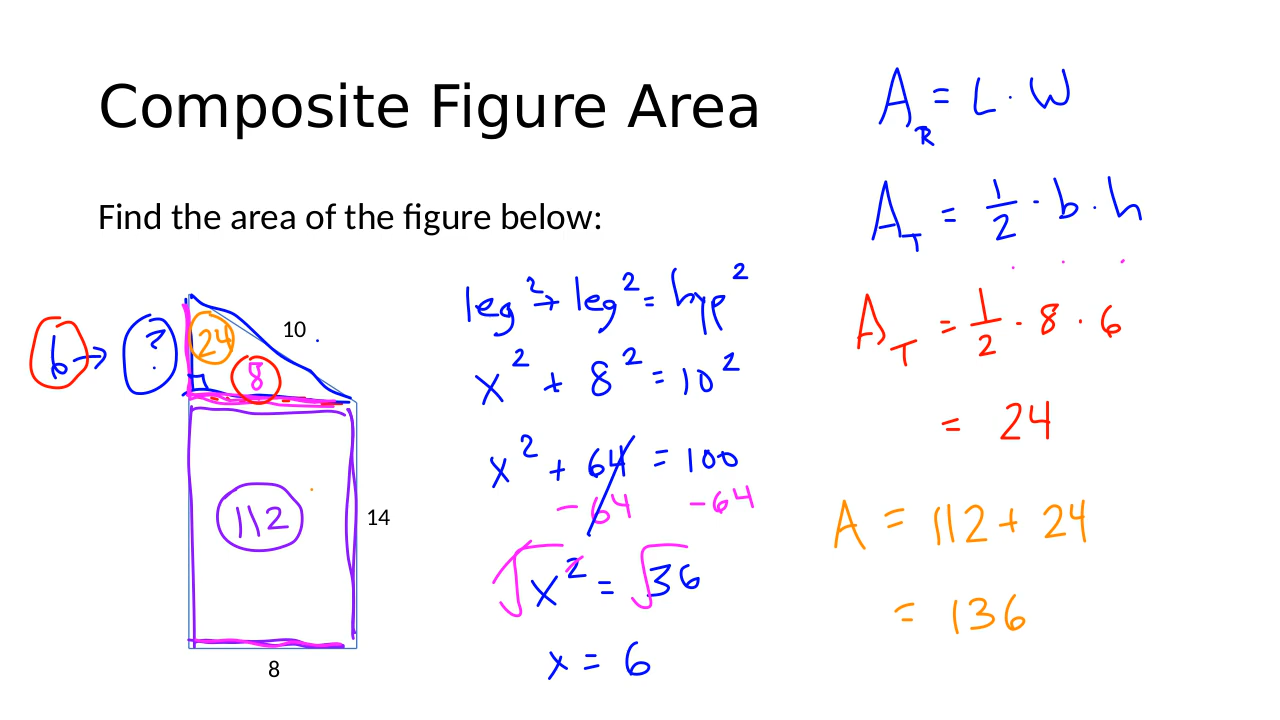 Composite Figure Area
Find the area of the figure below:
6 → ?
24
10
8
112
14
8
leg² + leg² = hyp²
x² + 8² = 10²
x² + 64 = 100
-64 -64
√x² = √36
x = 6
A_R = L · W
A_T = 1/2 · b · h
A_T = 1/2 · 8 · 6
= 24
A = 112 + 24
= 136